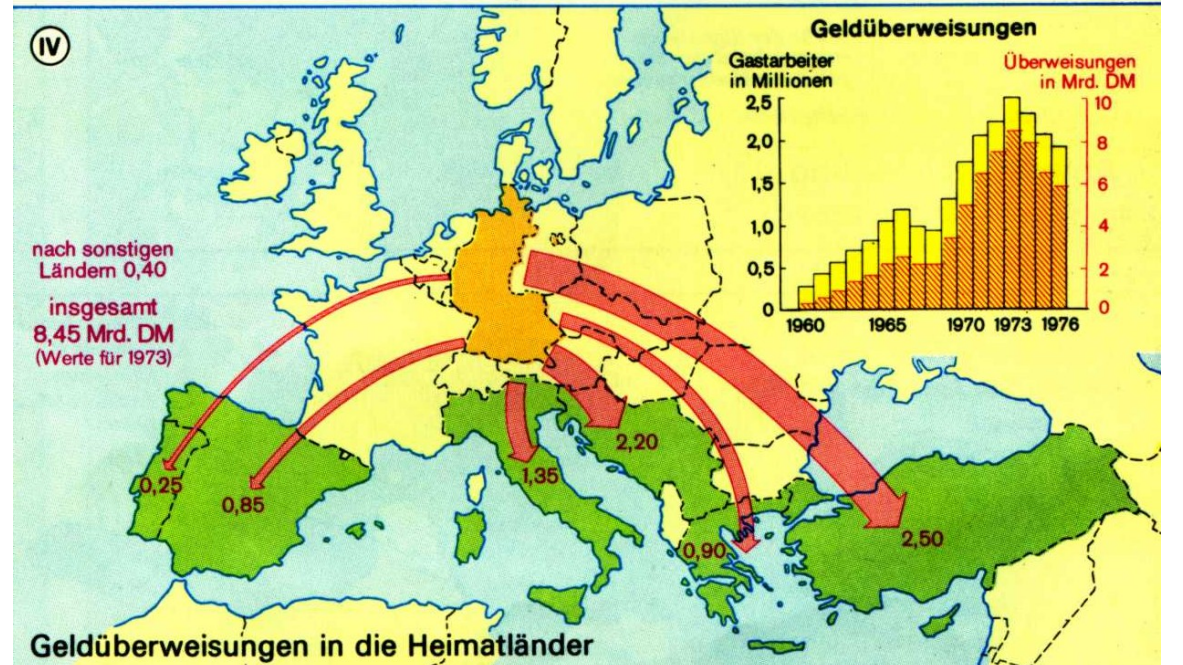 IV
Geldüberweisungen
Gastarbeiter
in Millionen
Überweisungen
in Mrd. DM
2,5
2,0
1,5
1,0
0,5
0
10
8
6
4
2
0
1960
1965
1970
1973
1976
nach sonstigen
Ländern 0,40
insgesamt
8,45 Mrd. DM
(Werte für 1973)
0,25
0,85
1,35
2,20
0,90
2,50
Geldüberweisungen in die Heimatländer